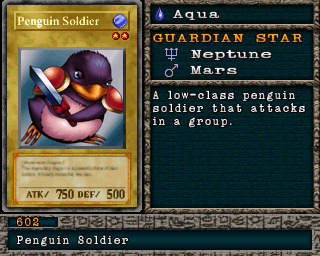 Penguin Soldier
ATK/ 750 DEF/ 500
Aqua
GUARDIAN STAR
Neptune
Mars
A low-class penguin
soldier that attacks
in a group.
602
Penguin Soldier